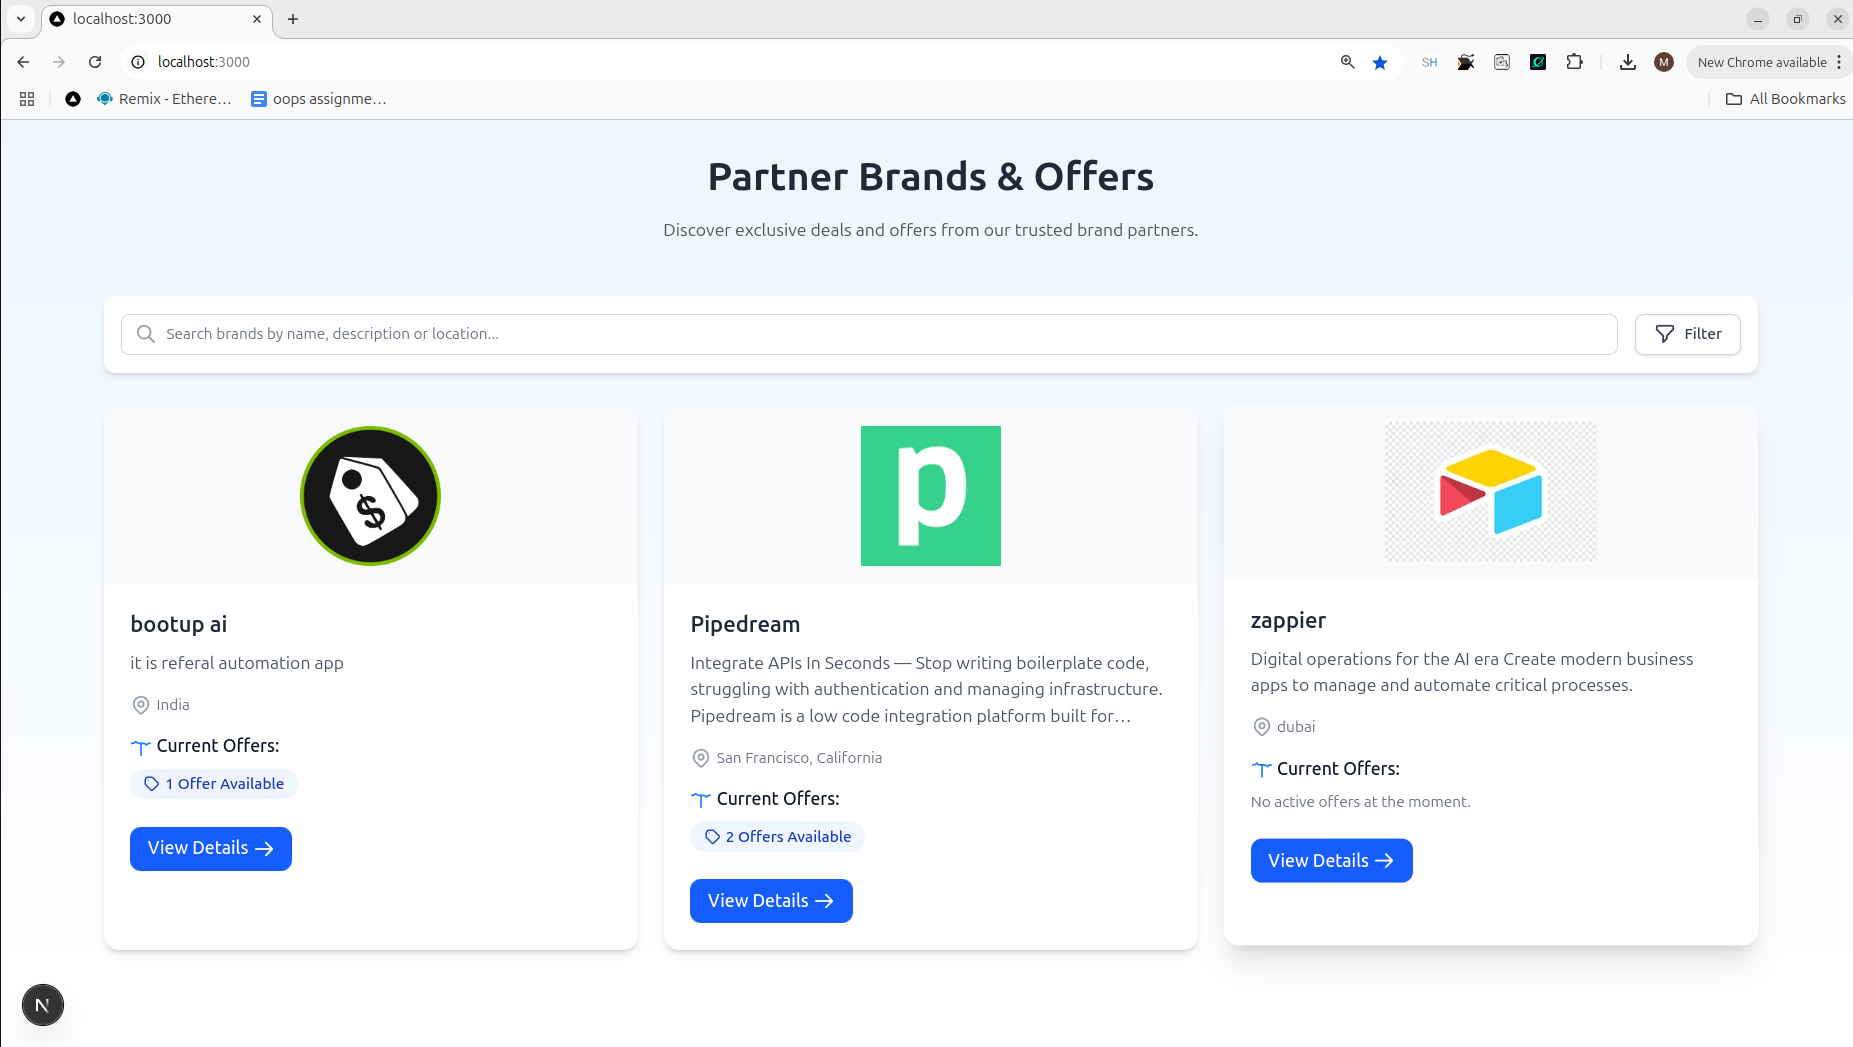 localhost:3000
localhost:3000
SH
M
New Chrome available
Remix - Ethere...
oops assignme...
All Bookmarks
Partner Brands & Offers
Discover exclusive deals and offers from our trusted brand partners.
Search brands by name, description or location...
Filter
$
p
bootup ai
it is referal automation app
India
Current Offers:
1 Offer Available
View Details
Pipedream
Integrate APIs In Seconds — Stop writing boilerplate code,
struggling with authentication and managing infrastructure.
Pipedream is a low code integration platform built for...
San Francisco, California
Current Offers:
2 Offers Available
View Details
zappier
Digital operations for the AI era Create modern business
apps to manage and automate critical processes.
dubai
Current Offers:
No active offers at the moment.
View Details
N